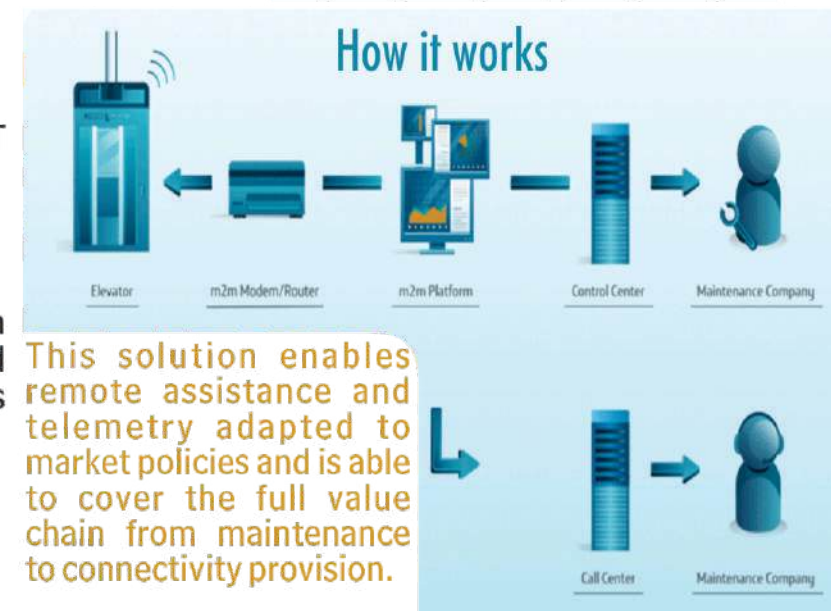 How it works
Elevator
m2m Modem/Router
m2m Platform
Control Center
Maintenance Company
This solution enables
remote assistance and
telemetry adapted to
market policies and is able
to cover the full value
chain from maintenance
to connectivity provision.
Call Center
Maintenance Company